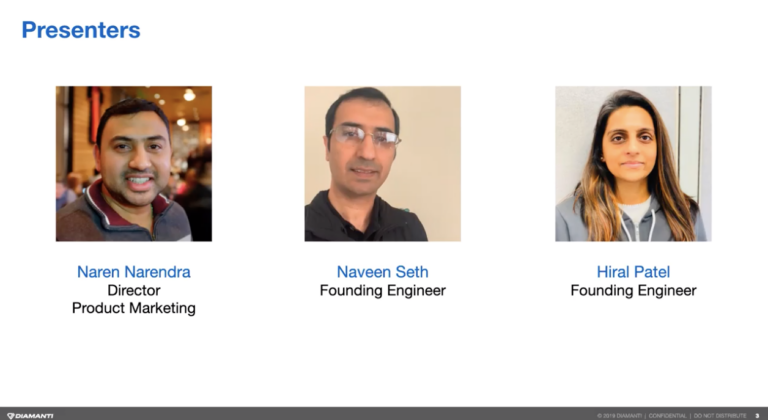 Presenters
Naren Narendra
Director
Product Marketing
Naveen Seth
Founding Engineer
Hiral Patel
Founding Engineer
DIAMANTI
© 2019 DIAMANTI | CONFIDENTIAL | DO NOT DISTRIBUTE 3